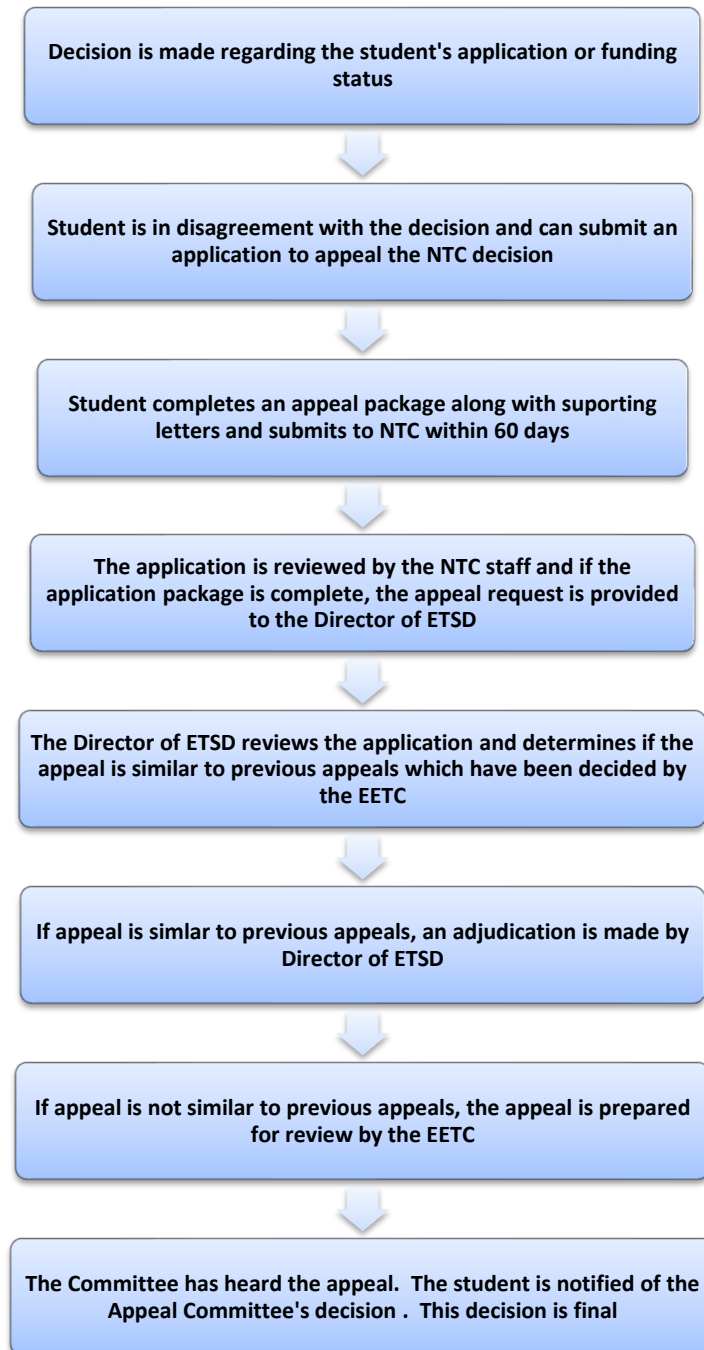 Decision is made regarding the student's application or funding
status
Student is in disagreement with the decision and can submit an
application to appeal the NTC decision
Student completes an appeal package along with suporting
letters and submits to NTC within 60 days
The application is reviewed by the NTC staff and if the
application package is complete, the appeal request is provided
to the Director of ETSD
The Director of ETSD reviews the application and determines if the
appeal is similar to previous appeals which have been decided by
the EETC
If appeal is simlar to previous appeals, an adjudication is made by
Director of ETSD
If appeal is not similar to previous appeals, the appeal is prepared
for review by the EETC
The Committee has heard the appeal.  The student is notified of the
Appeal Committee's decision .  This decision is final